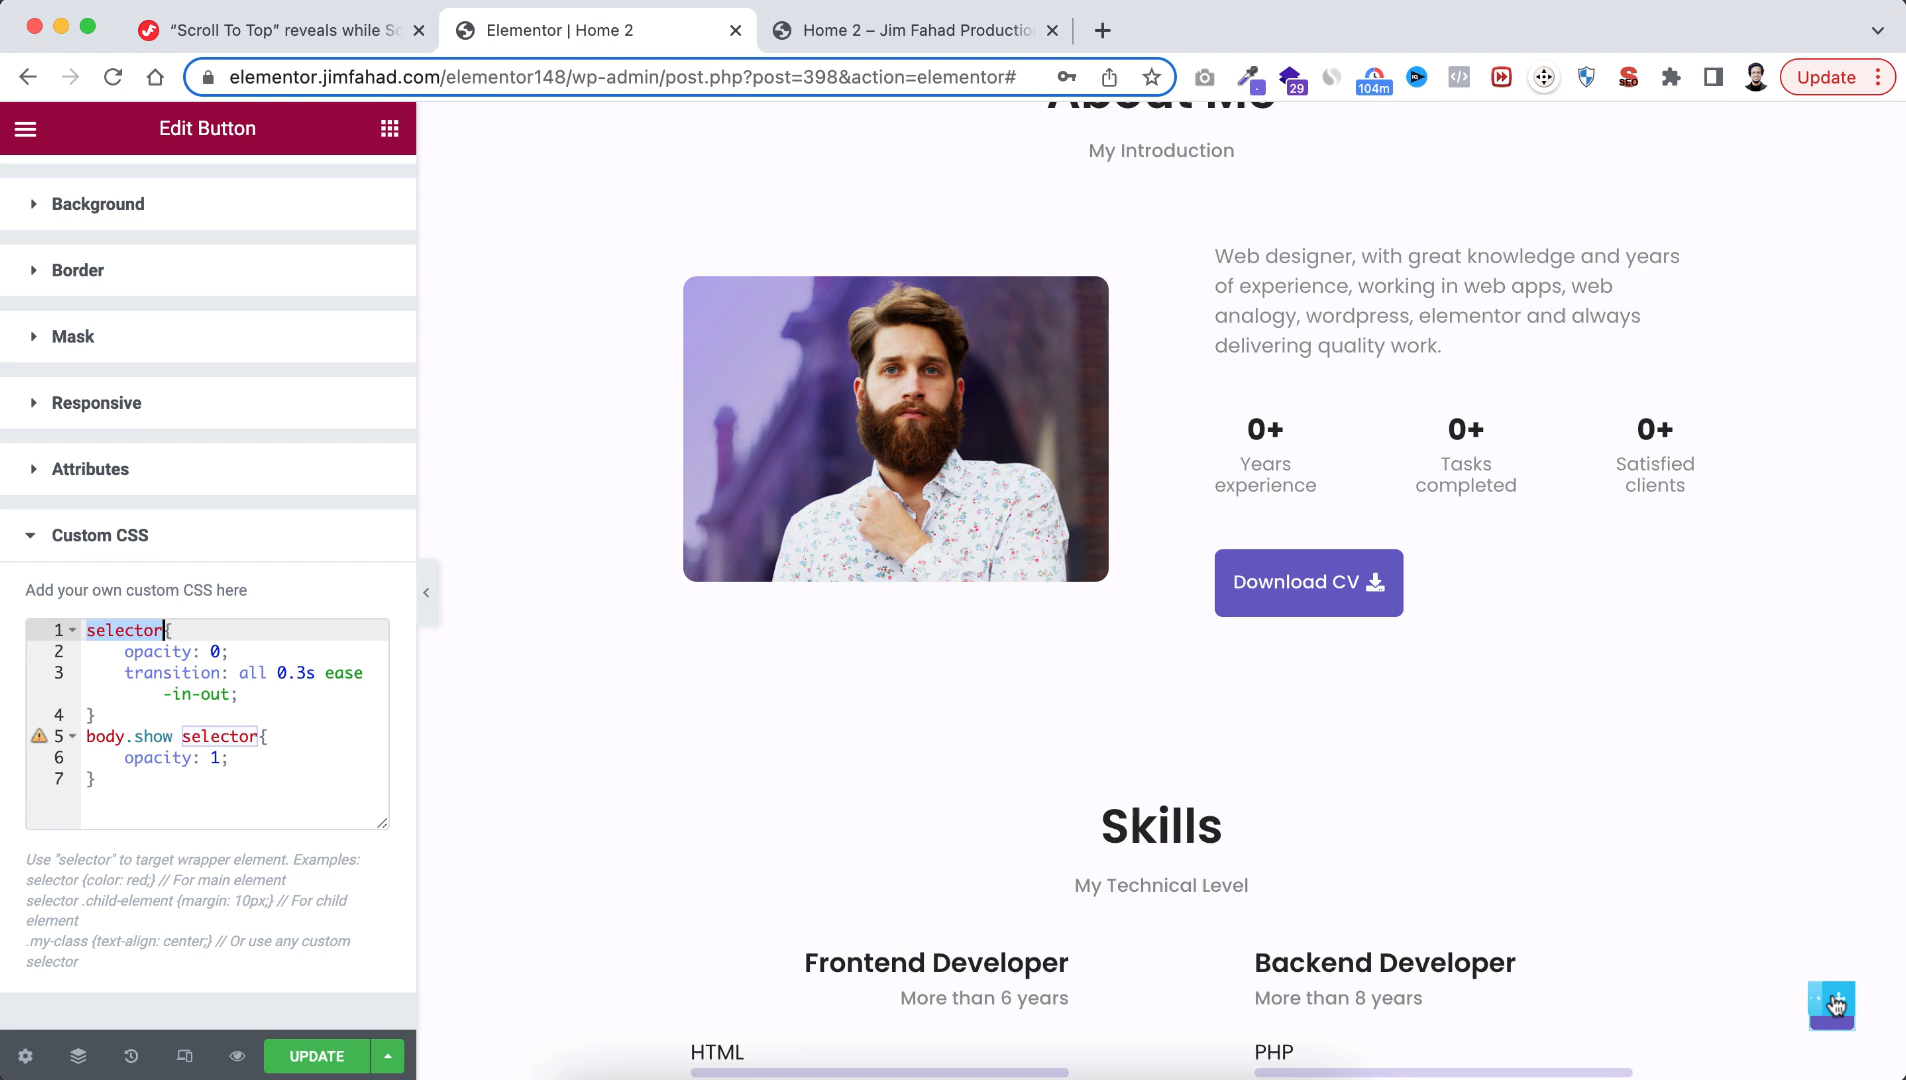 “Scroll To Top” reveals while Sc
Elementor | Home 2
Home 2 – Jim Fahad Productio
elementor.jimfahad.com/elementor148/wp-admin/post.php?post=398&action=elementor#
29
104m
SEO
Update
Edit Button
Background
Border
Mask
Responsive
Attributes
Custom CSS
Add your own custom CSS here
1 selector{
2 opacity: 0;
3 transition: all 0.3s ease
-in-out;
4 }
5 body.show selector{
6 opacity: 1;
7 }
Use "selector" to target wrapper element. Examples:
selector {color: red;} // For main element
selector .child-element {margin: 10px;} // For child
element
.my-class {text-align: center;} // Or use any custom
selector
UPDATE
My Introduction
Web designer, with great knowledge and years
of experience, working in web apps, web
analogy, wordpress, elementor and always
delivering quality work.
0+
Years
experience
0+
Tasks
completed
0+
Satisfied
clients
Download CV
Skills
My Technical Level
Frontend Developer
More than 6 years
Backend Developer
More than 8 years
HTML
PHP